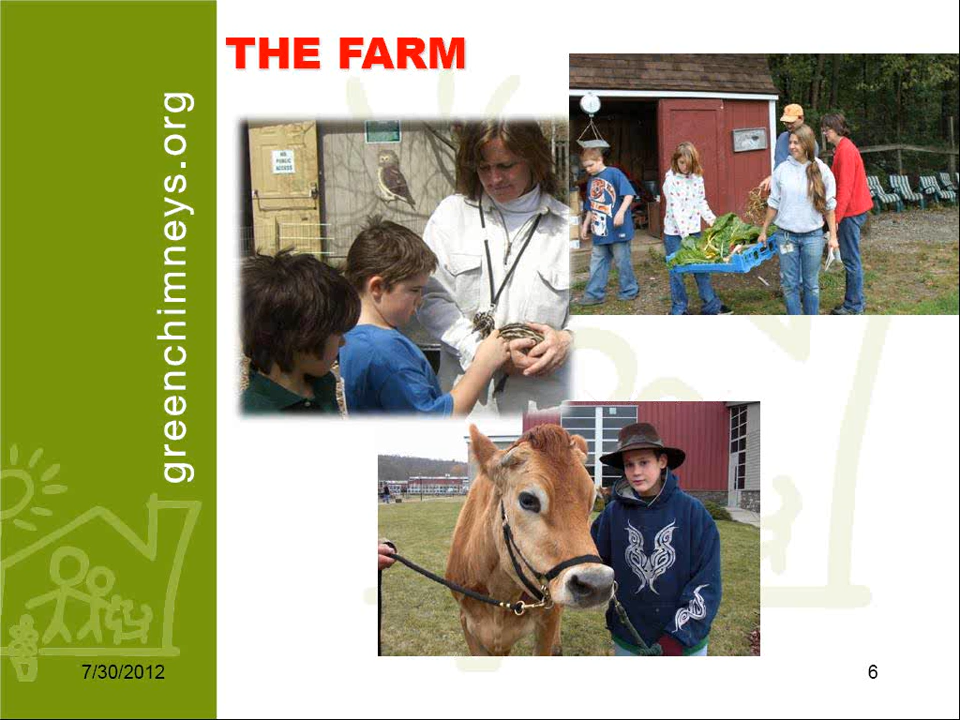 THE FARM
greenchimneys.org
NO
PUBLIC
ACCESS
7/30/2012
6